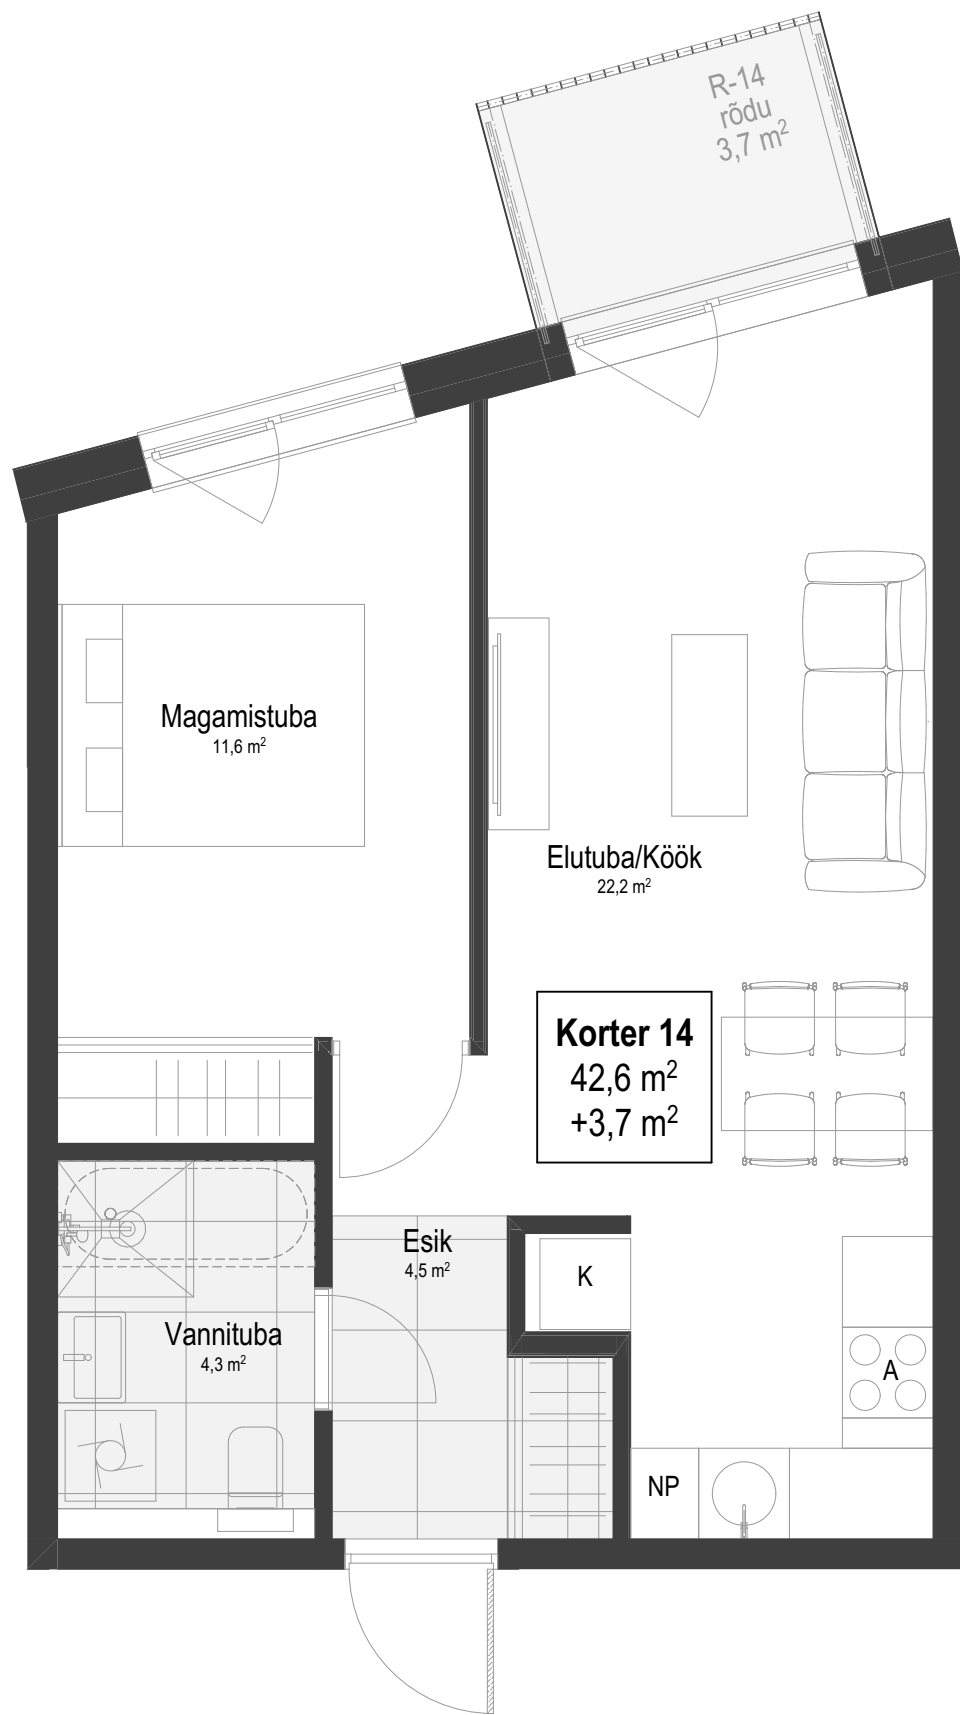 R-14
rõdu
3,7 m²
Magamistuba
11,6 m²
Elutuba/Köök
22,2 m²
Korter 14
42,6 m²
+3,7 m²
Esik
4,5 m²
K
Vannituba
4,3 m²
A
NP